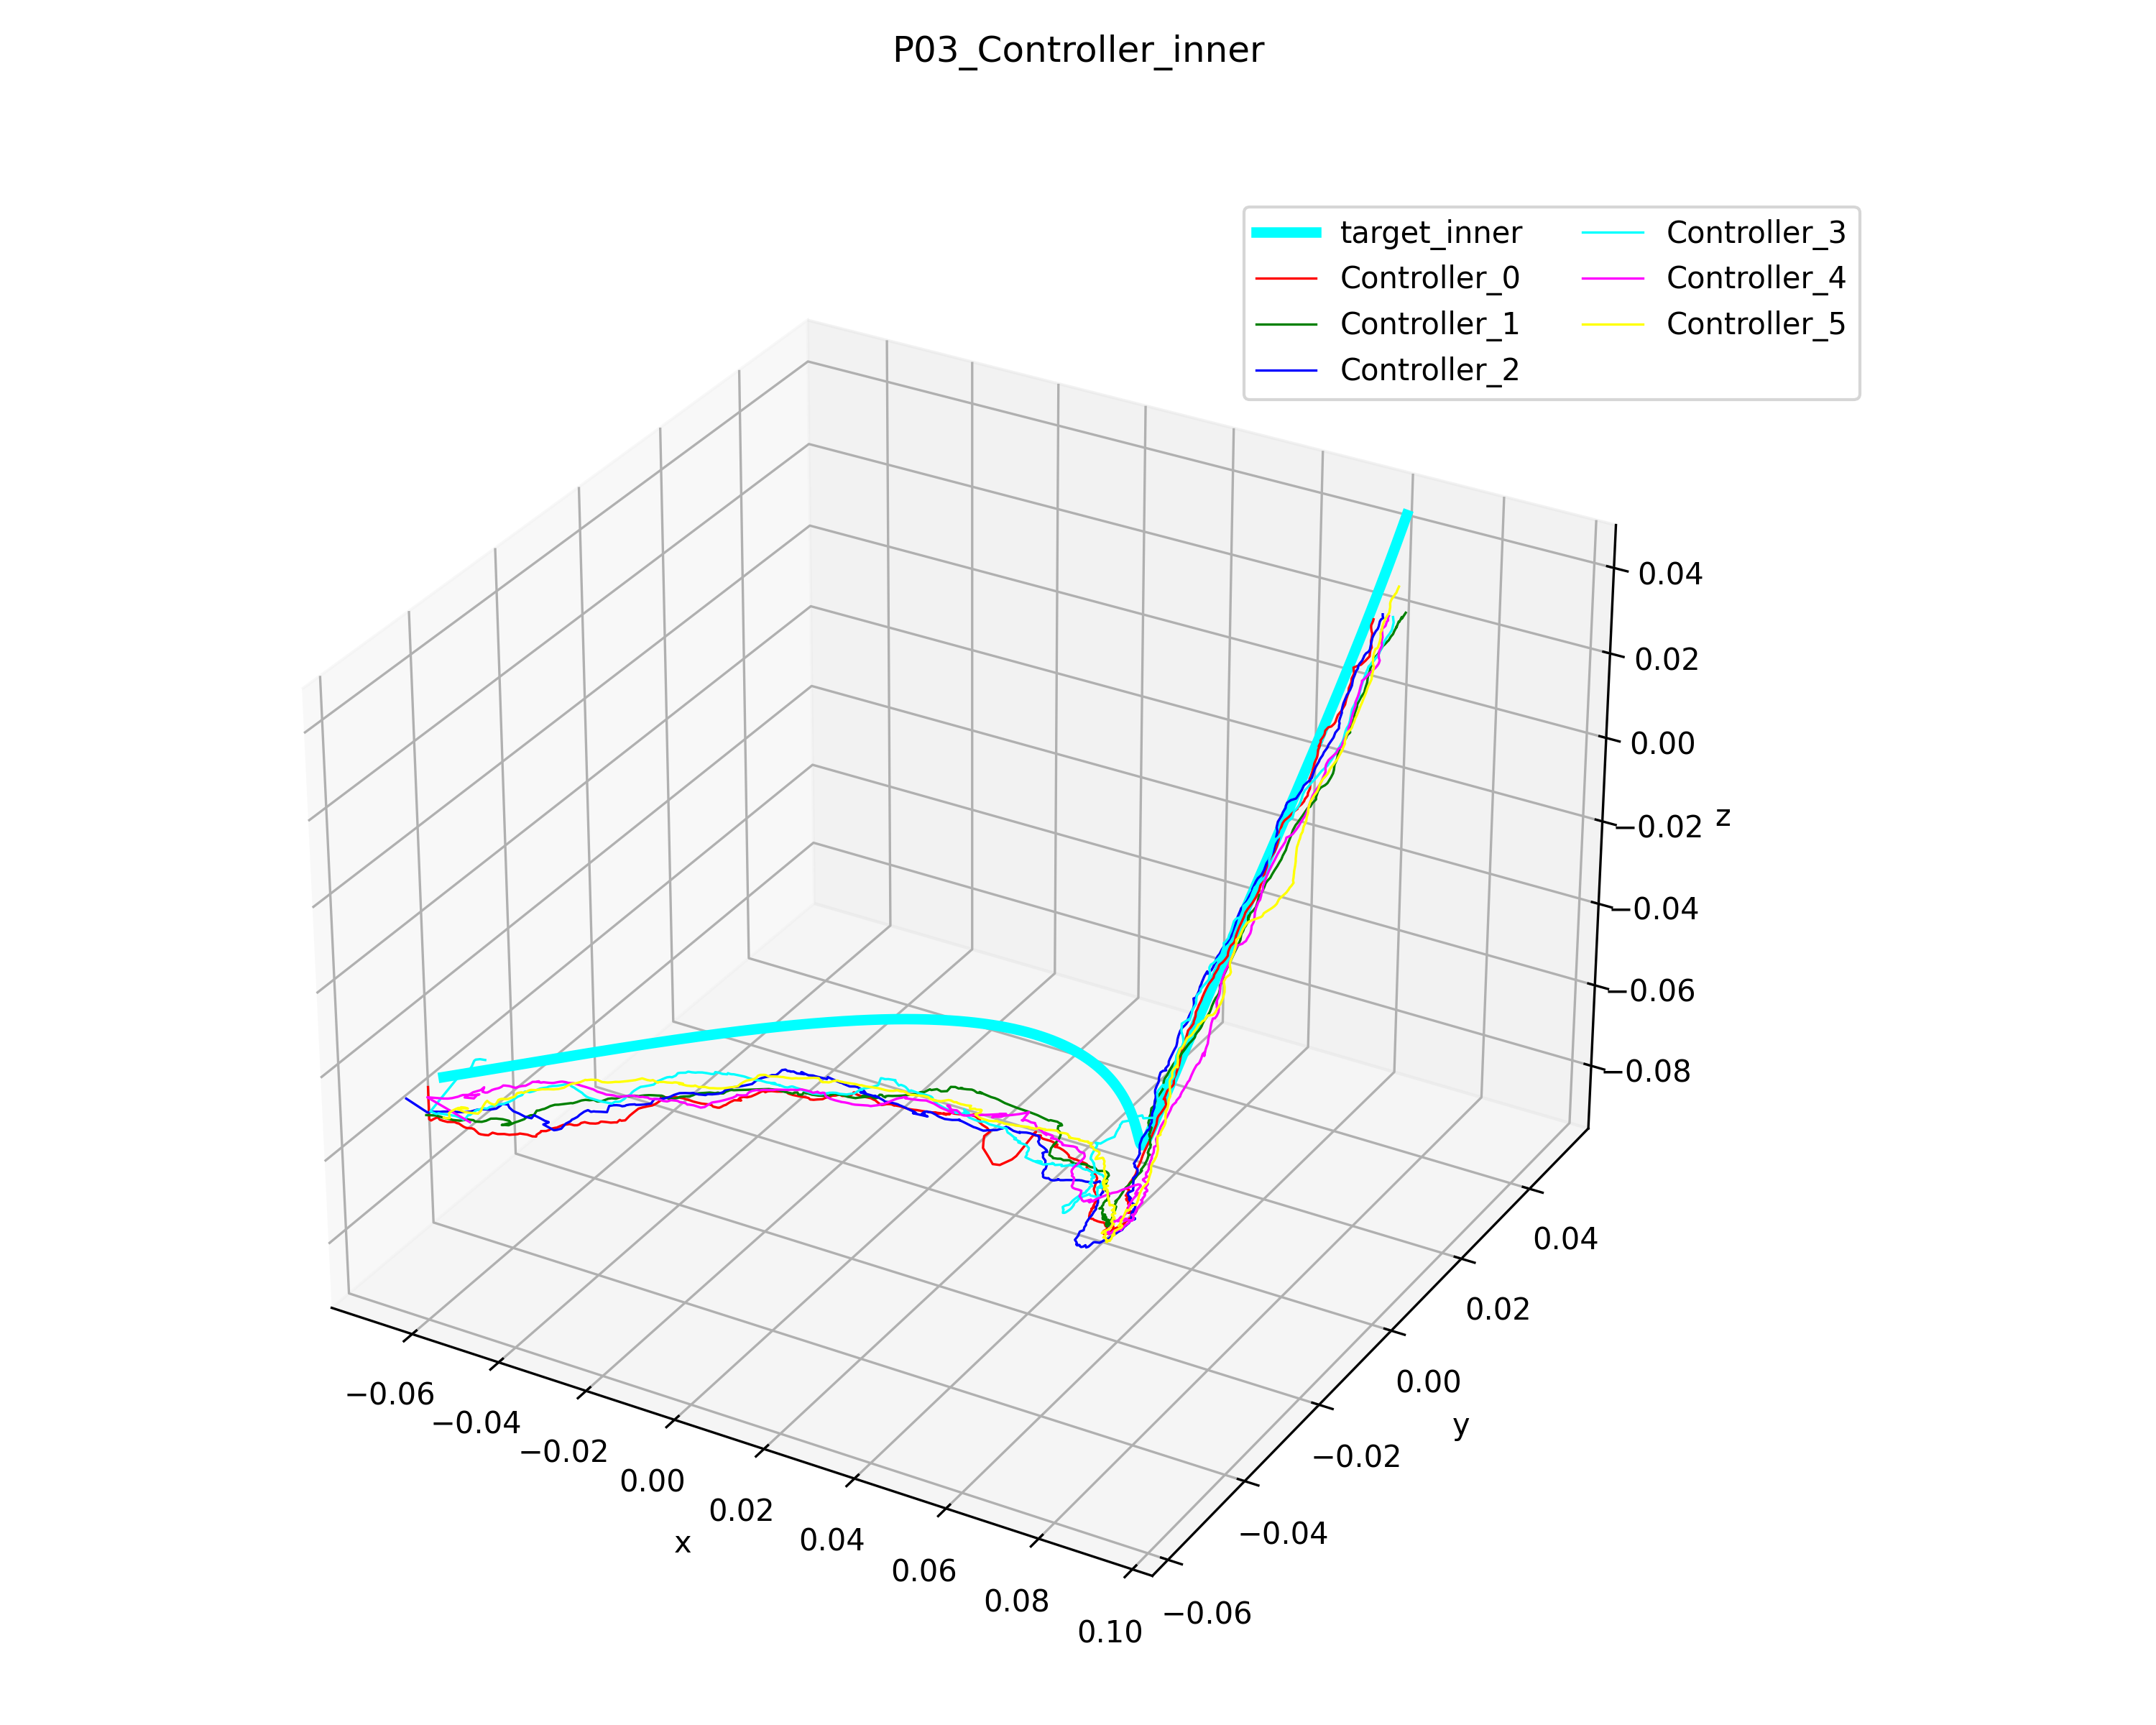 P03_Controller_inner
target_inner
Controller_0
Controller_1
Controller_2
Controller_3
Controller_4
Controller_5
0.04
0.02
0.00
−0.02
−0.04
−0.06
−0.08
z
0.04
0.02
0.00
−0.02
−0.04
−0.06
y
−0.06
−0.04
−0.02
0.00
0.02
0.04
0.06
0.08
0.10
x